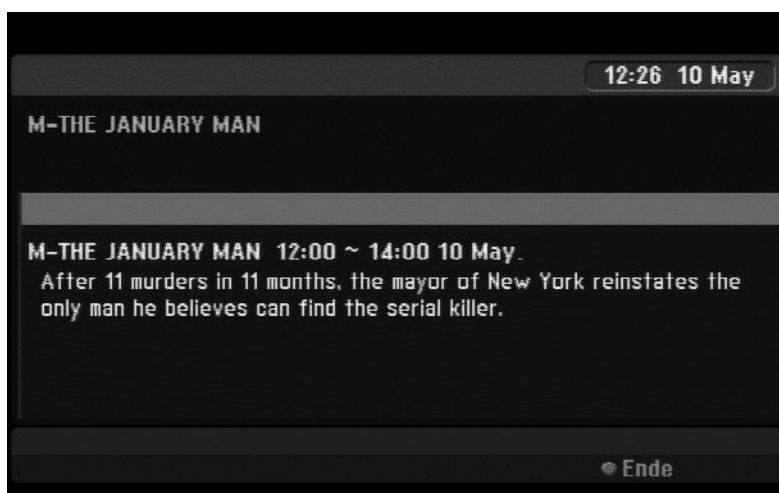 12:26 10 May
M-THE JANUARY MAN
M-THE JANUARY MAN 12:00 ~ 14:00 10 May.
After 11 murders in 11 months, the mayor of New York reinstates the
only man he believes can find the serial killer.
Ende